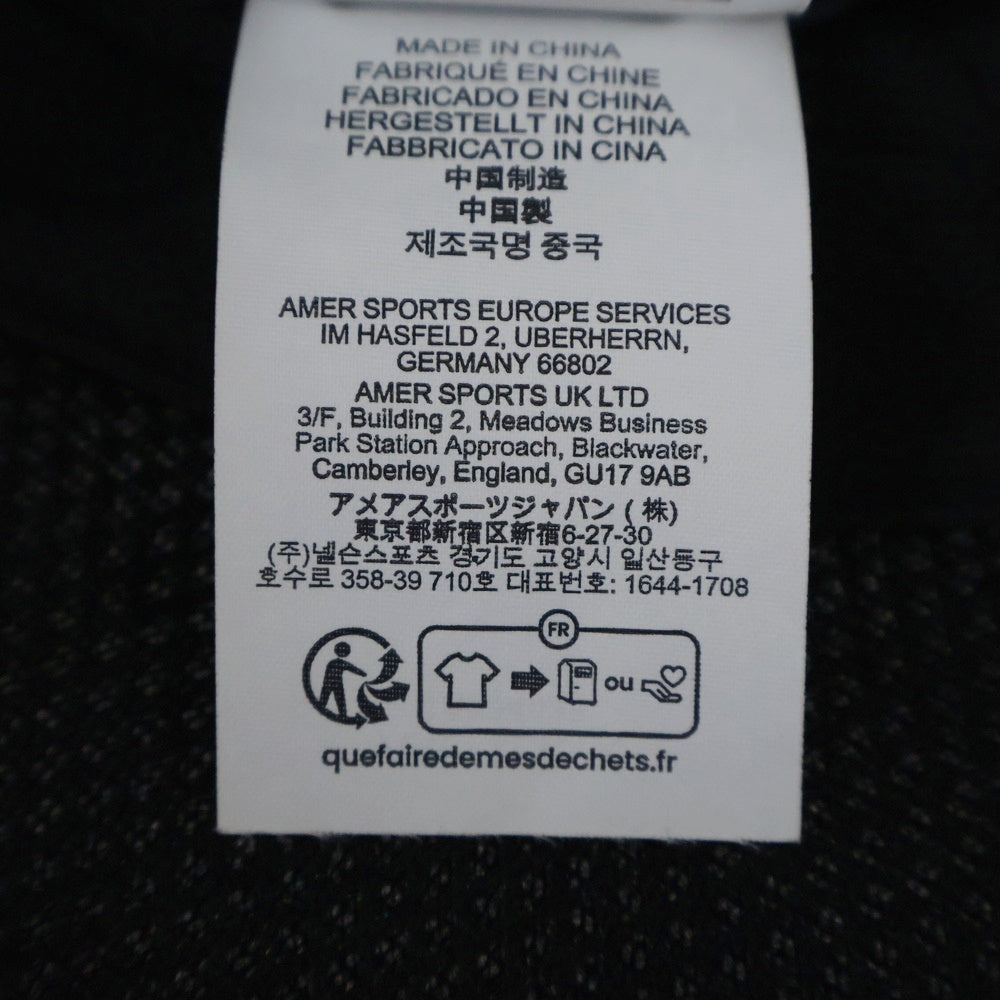 MADE IN CHINA
FABRIQUÉ EN CHINE
FABRICADO EN CHINA
HERGESTELLT IN CHINA
FABBRICATO IN CINA
中国制造
中国製
제조국명 중국
AMER SPORTS EUROPE SERVICES
IM HASFELD 2, UBERHERRN,
GERMANY 66802
AMER SPORTS UK LTD
3/F, Building 2, Meadows Business
Park Station Approach, Blackwater,
Camberley, England, GU17 9AB
アメアスポーツジャパン (株)
東京都新宿区新宿6-27-30
(주)넬슨스포츠 경기도 고양시 일산동구
호수로 358-39 710호 대표번호: 1644-1708
FR
ou
quefairedemesdechets.fr